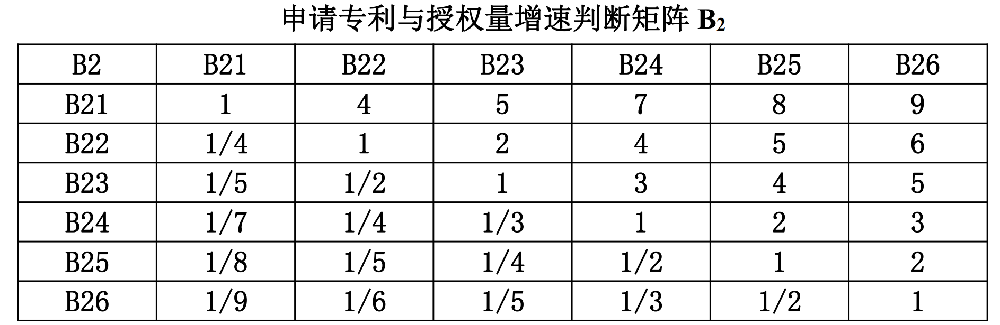 申请专利与授权量增速判断矩阵 B2
B2 B21 B22 B23 B24 B25 B26
B21 1 4 5 7 8 9
B22 1/4 1 2 4 5 6
B23 1/5 1/2 1 3 4 5
B24 1/7 1/4 1/3 1 2 3
B25 1/8 1/5 1/4 1/2 1 2
B26 1/9 1/6 1/5 1/3 1/2 1